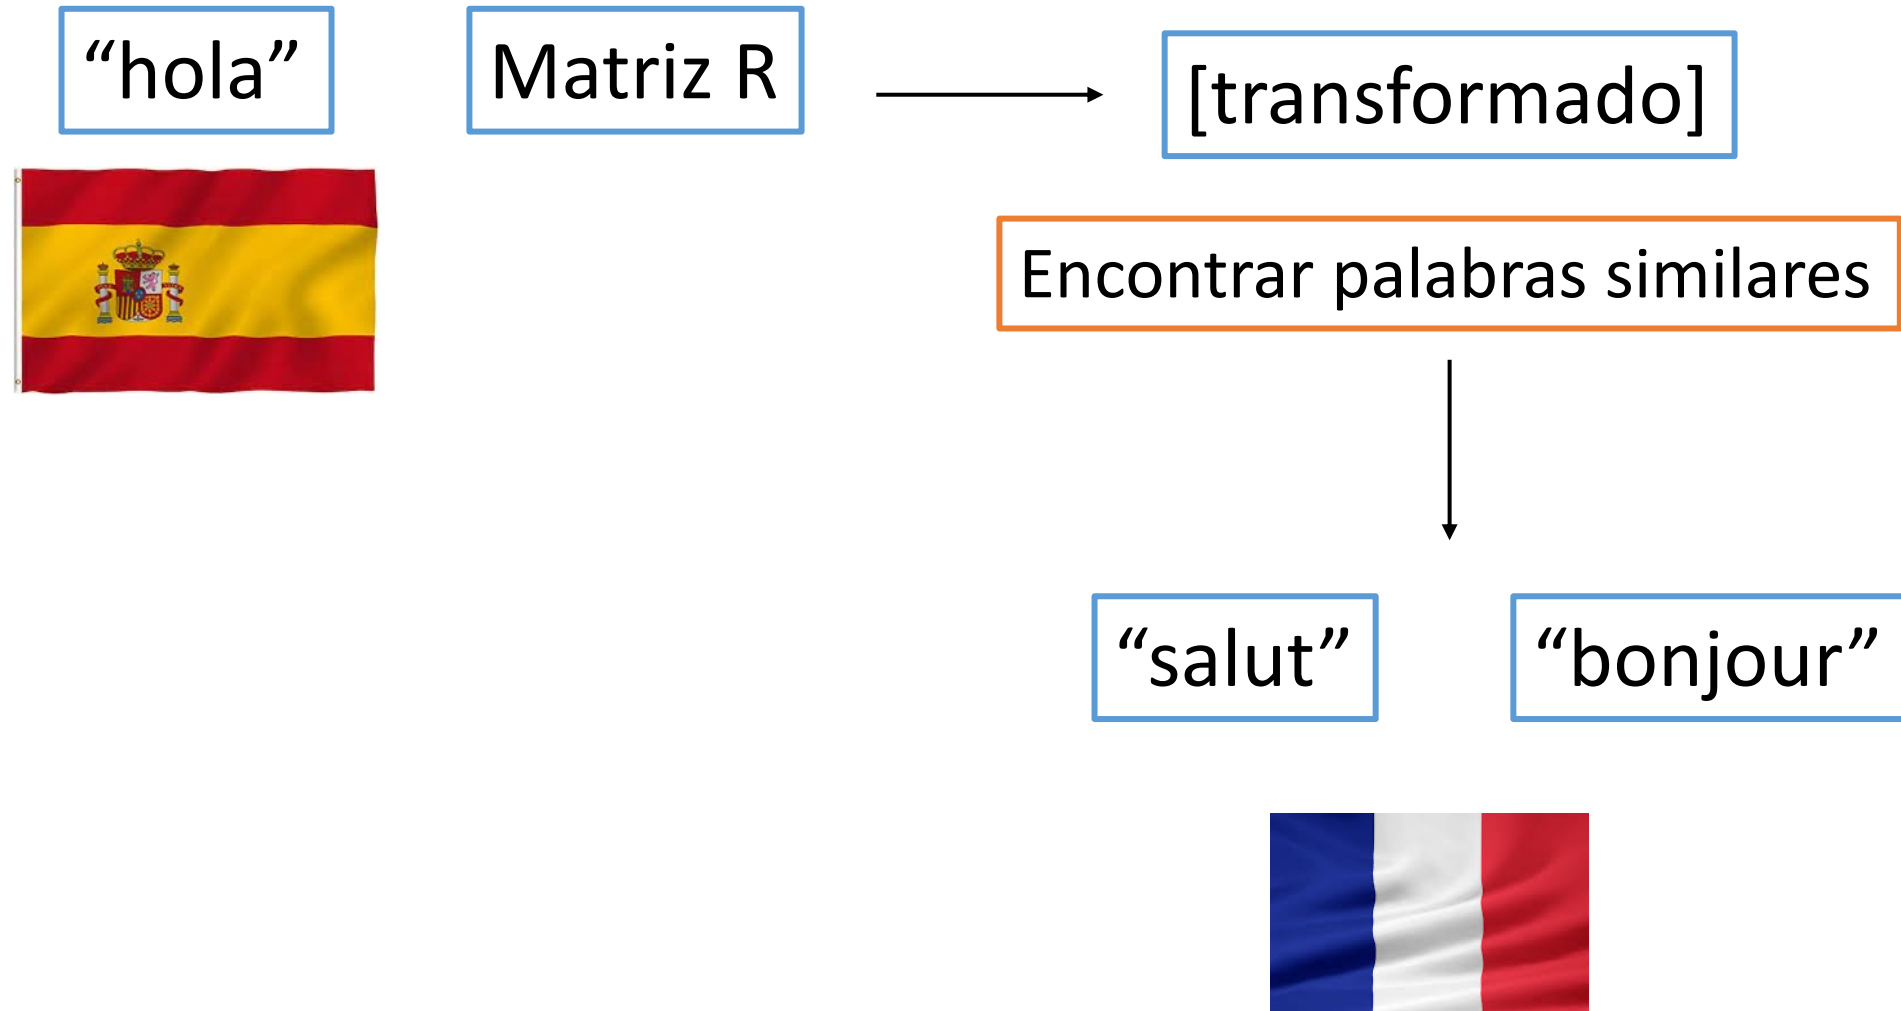 “hola”
Matriz R
[transformado]
Encontrar palabras similares
“salut”
“bonjour”